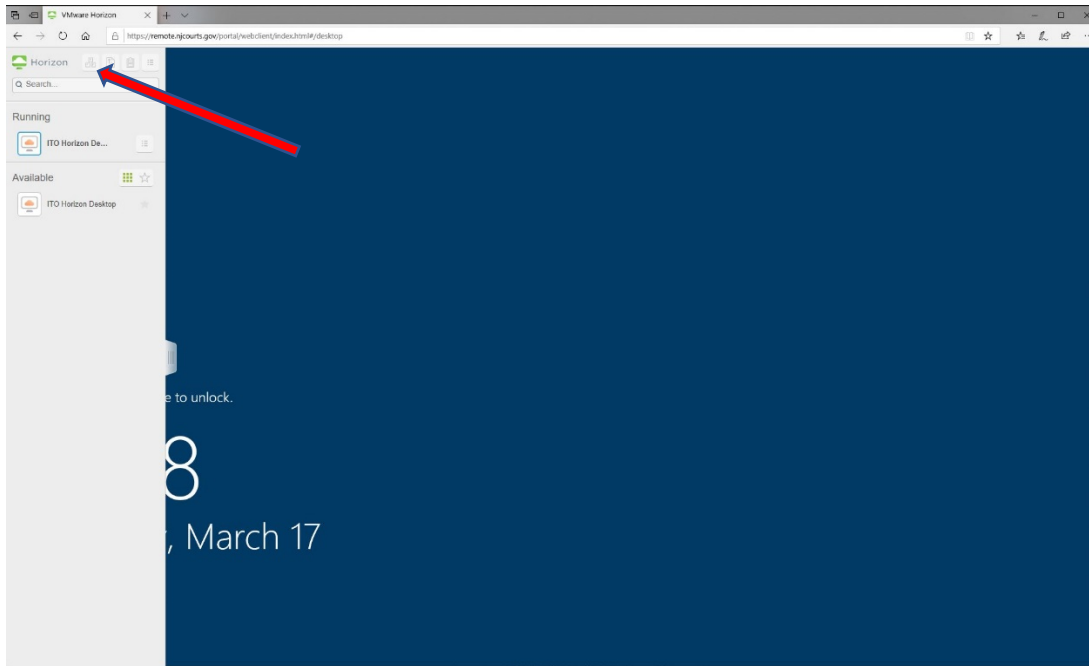 VMware Horizon
https://remote.njcourts.gov/portal/webclient/index.html#/desktop
Horizon
Search...
Running
ITO Horizon De...
Available
ITO Horizon Desktop
e to unlock.
8
, March 17